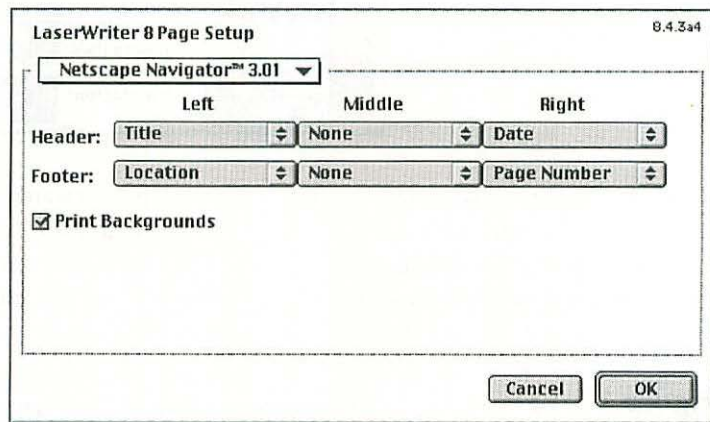 LaserWriter 8 Page Setup 8.4.3a4
Netscape Navigator™ 3.01
Left Middle Right
Header: Title None Date
Footer: Location None Page Number
Print Backgrounds
Cancel OK